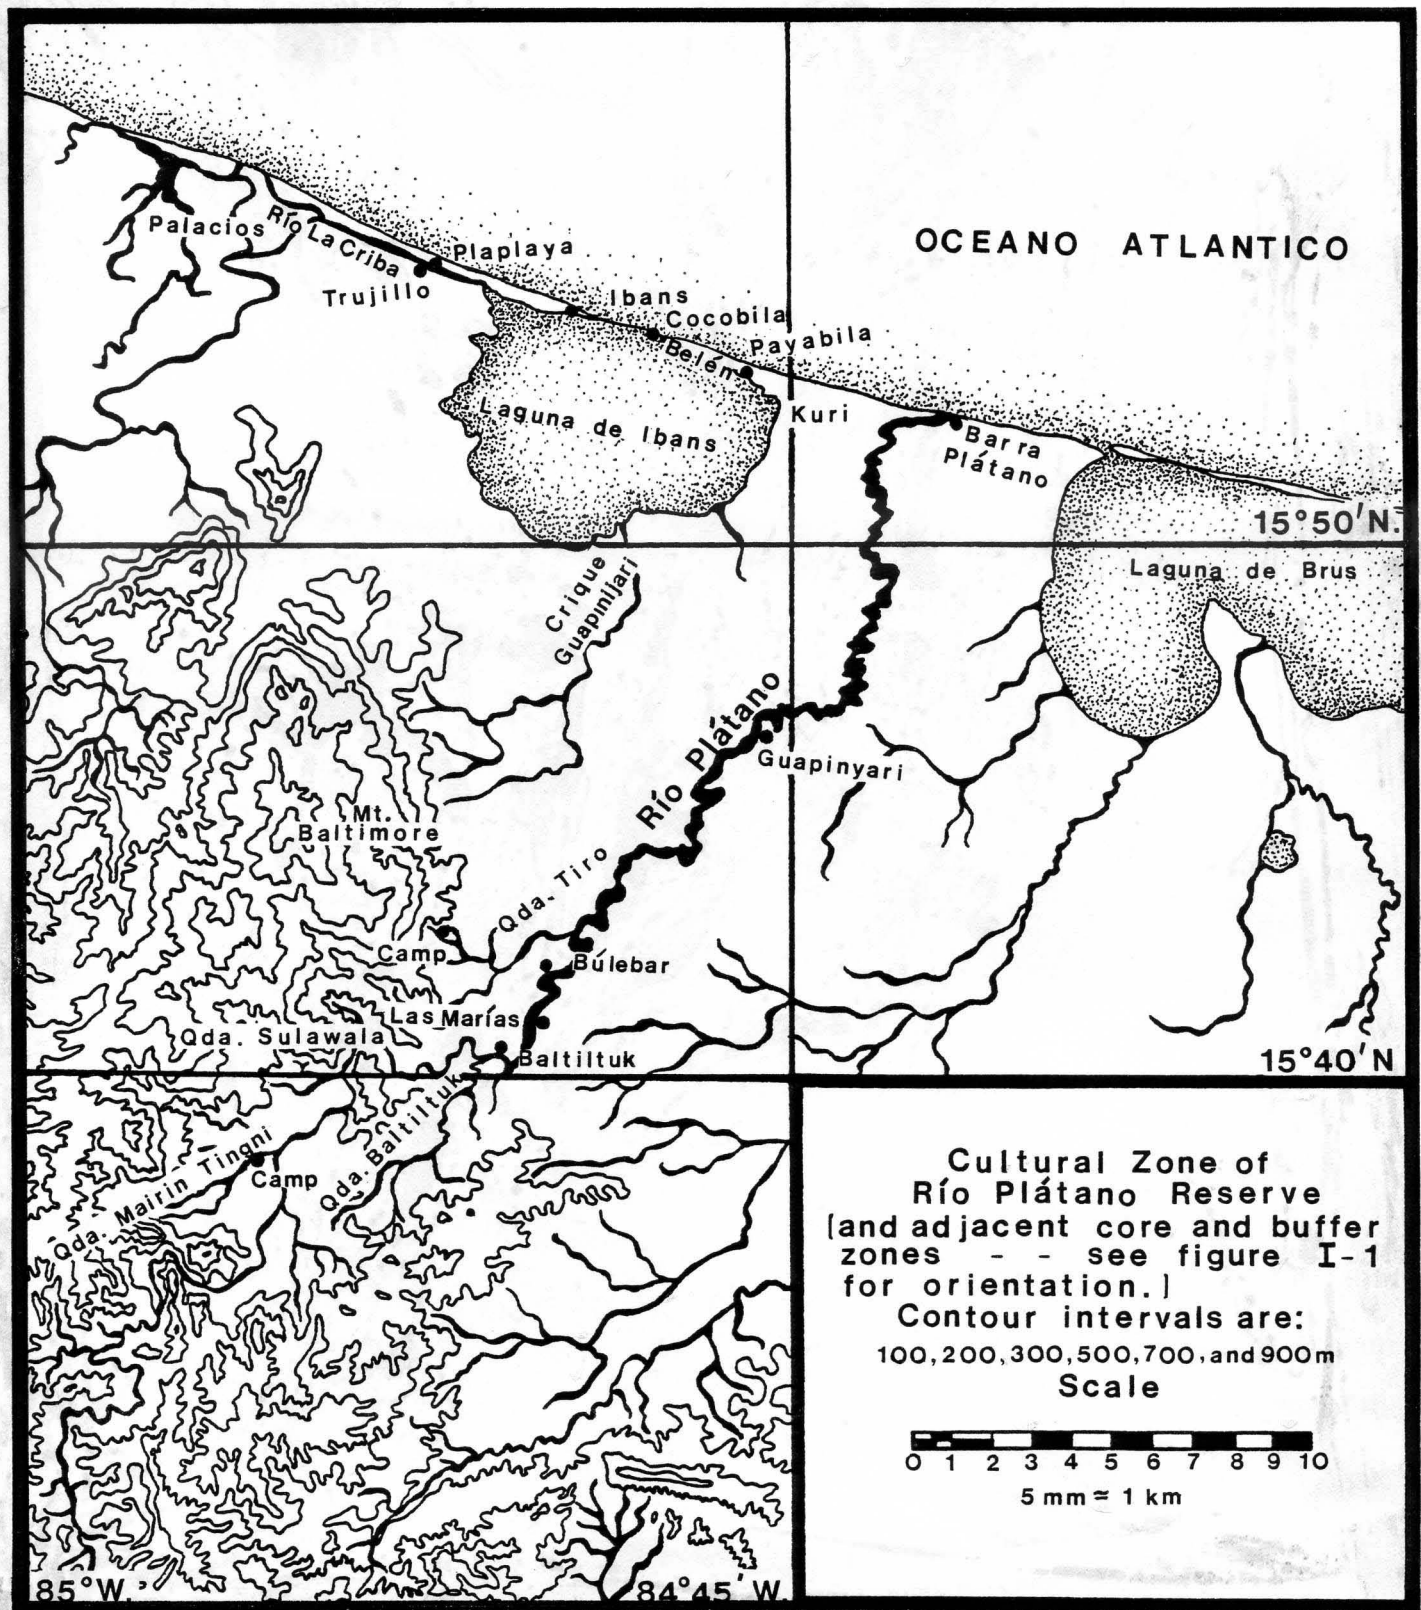 OCEANO ATLANTICO
Palacios
Río La Criba
Plaplaya
Trujillo
Ibans
Cocobila
Belén
Payabila
Laguna de Ibans
Kuri
Barra
Plátano
15°50'N.
Laguna de Brus
Crique
Guapinijari
Río Plátano
Guapinyari
Mt.
Baltimore
Qda. Tiro
Camp
Búlebar
Las Marías
Qda. Sulawala
Baltiltuk
15°40'N
Qda. Baltiltuk
Qda. Mairin Tingni
Camp
Cultural Zone of
Río Plátano Reserve
[and adjacent core and buffer
zones - - see figure I-1
for orientation.]
Contour intervals are:
100,200,300,500,700,and 900m
Scale
0 1 2 3 4 5 6 7 8 9 10
5 mm ≃ 1 km
85°W.
84°45' W.